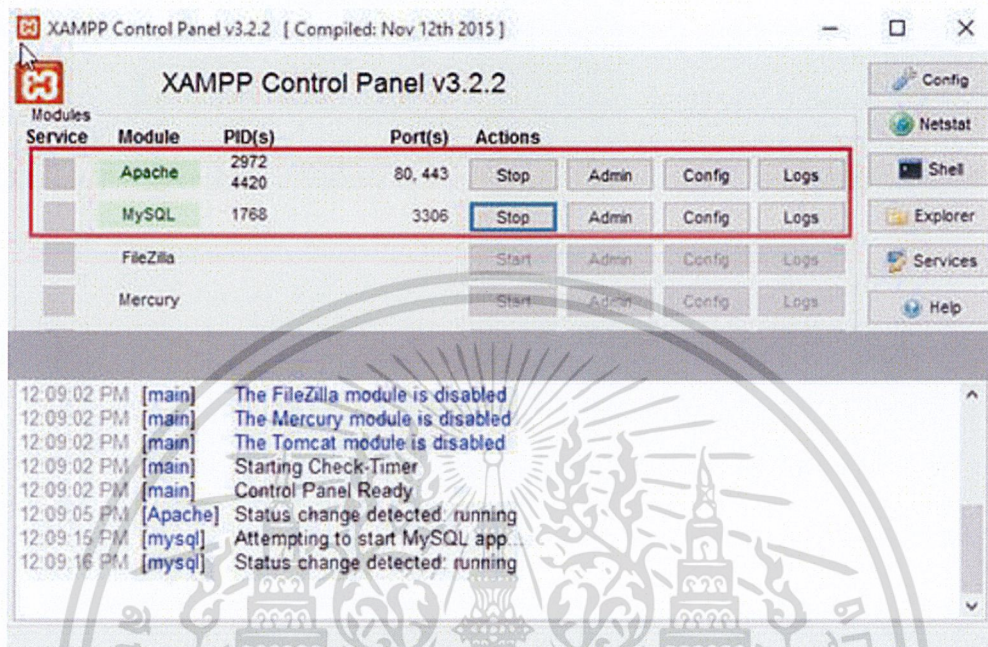 XAMPP Control Panel v3.2.2 [ Compiled: Nov 12th 2015 ]
XAMPP Control Panel v3.2.2
Config
Modules
Service Module PID(s) Port(s) Actions
Netstat
Apache 2972 4420 80, 443 Stop Admin Config Logs
Shell
MySQL 1768 3306 Stop Admin Config Logs
Explorer
FileZilla Start Admin Config Logs
Services
Mercury Start Admin Config Logs
Help
12:09:02 PM [main] The FileZilla module is disabled
12:09:02 PM [main] The Mercury module is disabled
12:09:02 PM [main] The Tomcat module is disabled
12:09:02 PM [main] Starting Check-Timer
12:09:02 PM [main] Control Panel Ready
12:09:05 PM [Apache] Status change detected: running
12:09:15 PM [mysql] Attempting to start MySQL app...
12:09:16 PM [mysql] Status change detected: running